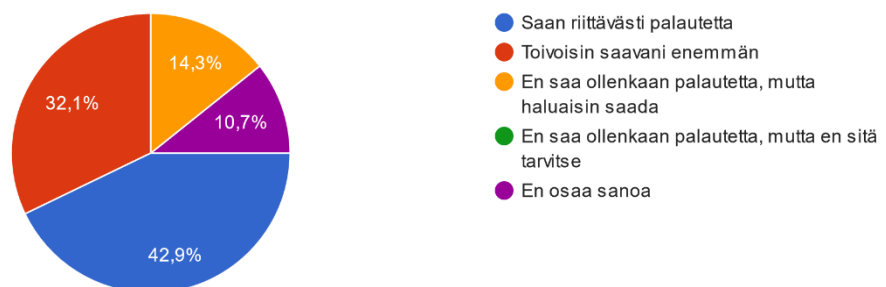 14,3%
32,1%
10,7%
42,9%
Saan riittävästi palautetta
Toivoisin saavani enemmän
En saa ollenkaan palautetta, mutta
haluaisin saada
En saa ollenkaan palautetta, mutta en sitä
tarvitse
En osaa sanoa